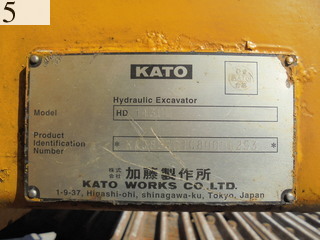 5
KATO
Hydraulic Excavator
Model HD
Product
Identification
Number
株式会社 加藤製作所
KATO WORKS CO.,LTD.
1-9-37, Higashi-ohi, shinagawa-ku, Tokyo, Japan